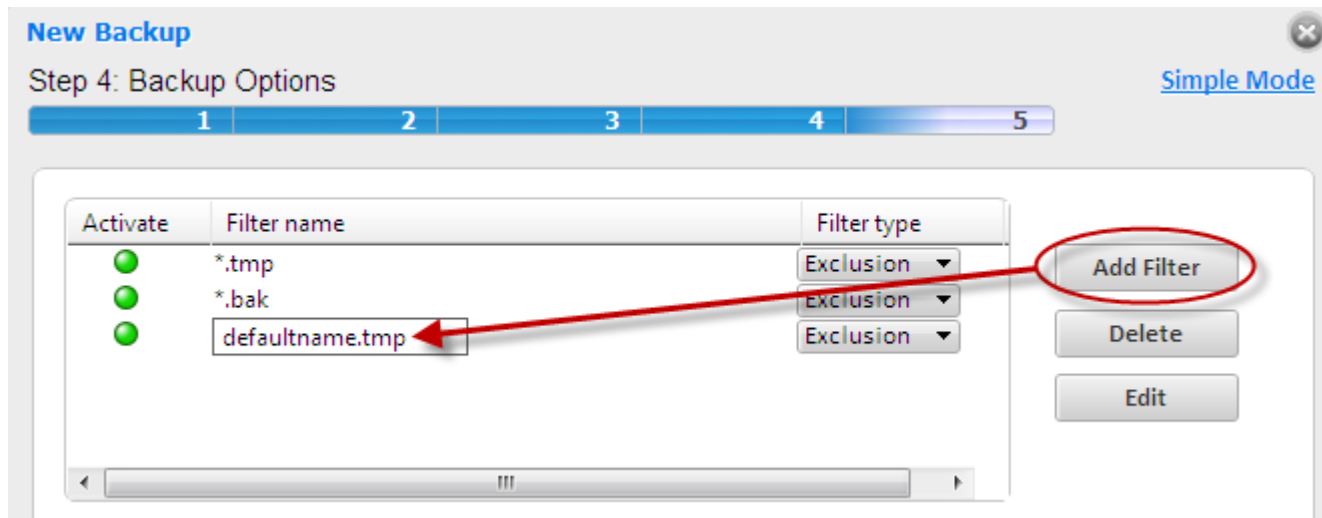 New Backup
Step 4: Backup Options
Simple Mode
1 2 3 4 5
Activate Filter name Filter type
*.tmp Exclusion
Add Filter
*.bak Exclusion
defaultname.tmp Exclusion
Delete
Edit